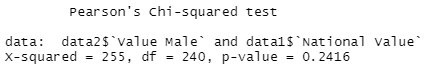 Pearson's Chi-squared test
data:  data2$`Value Male` and data1$`National Value`
X-squared = 255, df = 240, p-value = 0.2416